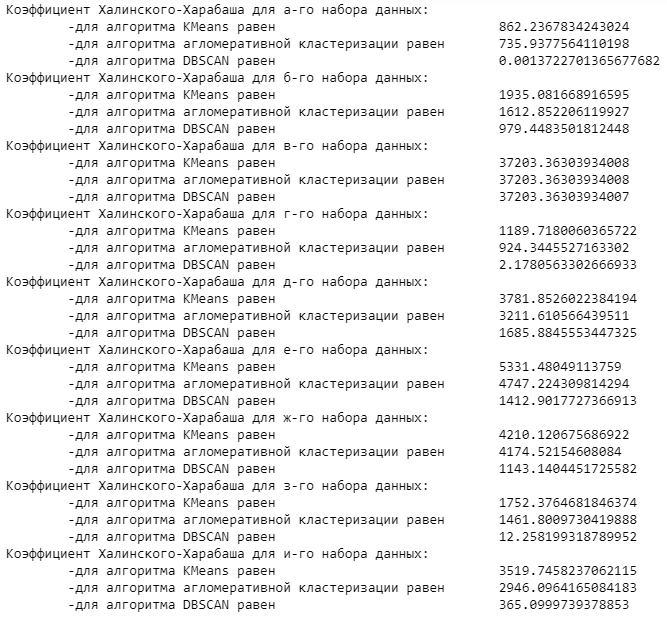 Коэффициент Халинского-Харабаша для а-го набора данных:
-для алгоритма KMeans равен 862.2367834243024
-для алгоритма агломеративной кластеризации равен 735.9377564110198
-для алгоритма DBSCAN равен 0.0013722701365677682
Коэффициент Халинского-Харабаша для б-го набора данных:
-для алгоритма KMeans равен 1935.081668916595
-для алгоритма агломеративной кластеризации равен 1612.852206119927
-для алгоритма DBSCAN равен 979.4483501812448
Коэффициент Халинского-Харабаша для в-го набора данных:
-для алгоритма KMeans равен 37203.36303934008
-для алгоритма агломеративной кластеризации равен 37203.36303934008
-для алгоритма DBSCAN равен 37203.36303934007
Коэффициент Халинского-Харабаша для г-го набора данных:
-для алгоритма KMeans равен 1189.7180060365722
-для алгоритма агломеративной кластеризации равен 924.3445527163302
-для алгоритма DBSCAN равен 2.1780563302666933
Коэффициент Халинского-Харабаша для д-го набора данных:
-для алгоритма KMeans равен 3781.8526022384194
-для алгоритма агломеративной кластеризации равен 3211.610566439511
-для алгоритма DBSCAN равен 1685.8845553447325
Коэффициент Халинского-Харабаша для е-го набора данных:
-для алгоритма KMeans равен 5331.48049113759
-для алгоритма агломеративной кластеризации равен 4747.224309814294
-для алгоритма DBSCAN равен 1412.9017727366913
Коэффициент Халинского-Харабаша для ж-го набора данных:
-для алгоритма KMeans равен 4210.120675686922
-для алгоритма агломеративной кластеризации равен 4174.52154608084
-для алгоритма DBSCAN равен 1143.1404451725582
Коэффициент Халинского-Харабаша для з-го набора данных:
-для алгоритма KMeans равен 1752.3764681846374
-для алгоритма агломеративной кластеризации равен 1461.8009730419888
-для алгоритма DBSCAN равен 12.258199318789952
Коэффициент Халинского-Харабаша для и-го набора данных:
-для алгоритма KMeans равен 3519.7458237062115
-для алгоритма агломеративной кластеризации равен 2946.0964165084183
-для алгоритма DBSCAN равен 365.0999739378853